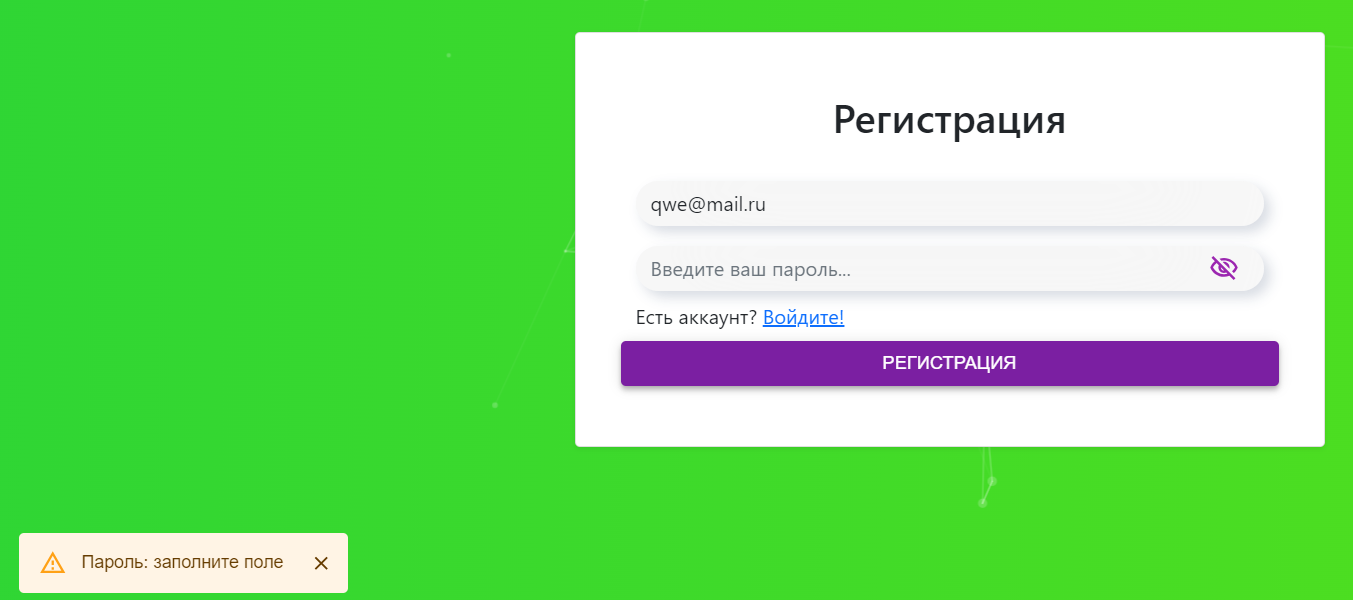 Регистрация
qwe@mail.ru
Введите ваш пароль...
Есть аккаунт? Войдите!
РЕГИСТРАЦИЯ
Пароль: заполните поле